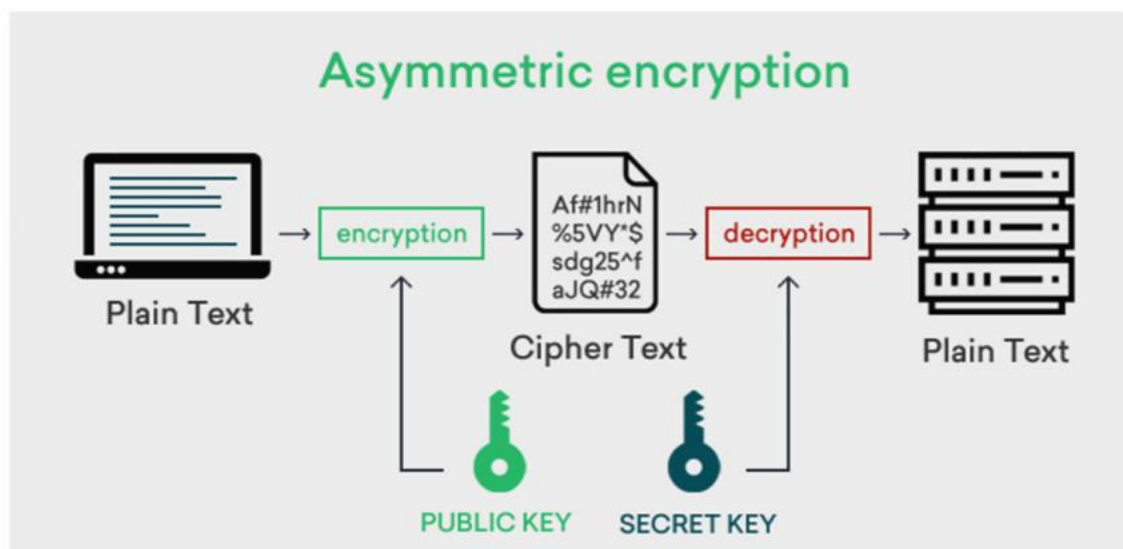 Asymmetric encryption
encryption
Af#1hrN
%5VY*$
sdg25^f
aJQ#32
decryption
Plain Text
Cipher Text
Plain Text
PUBLIC KEY
SECRET KEY